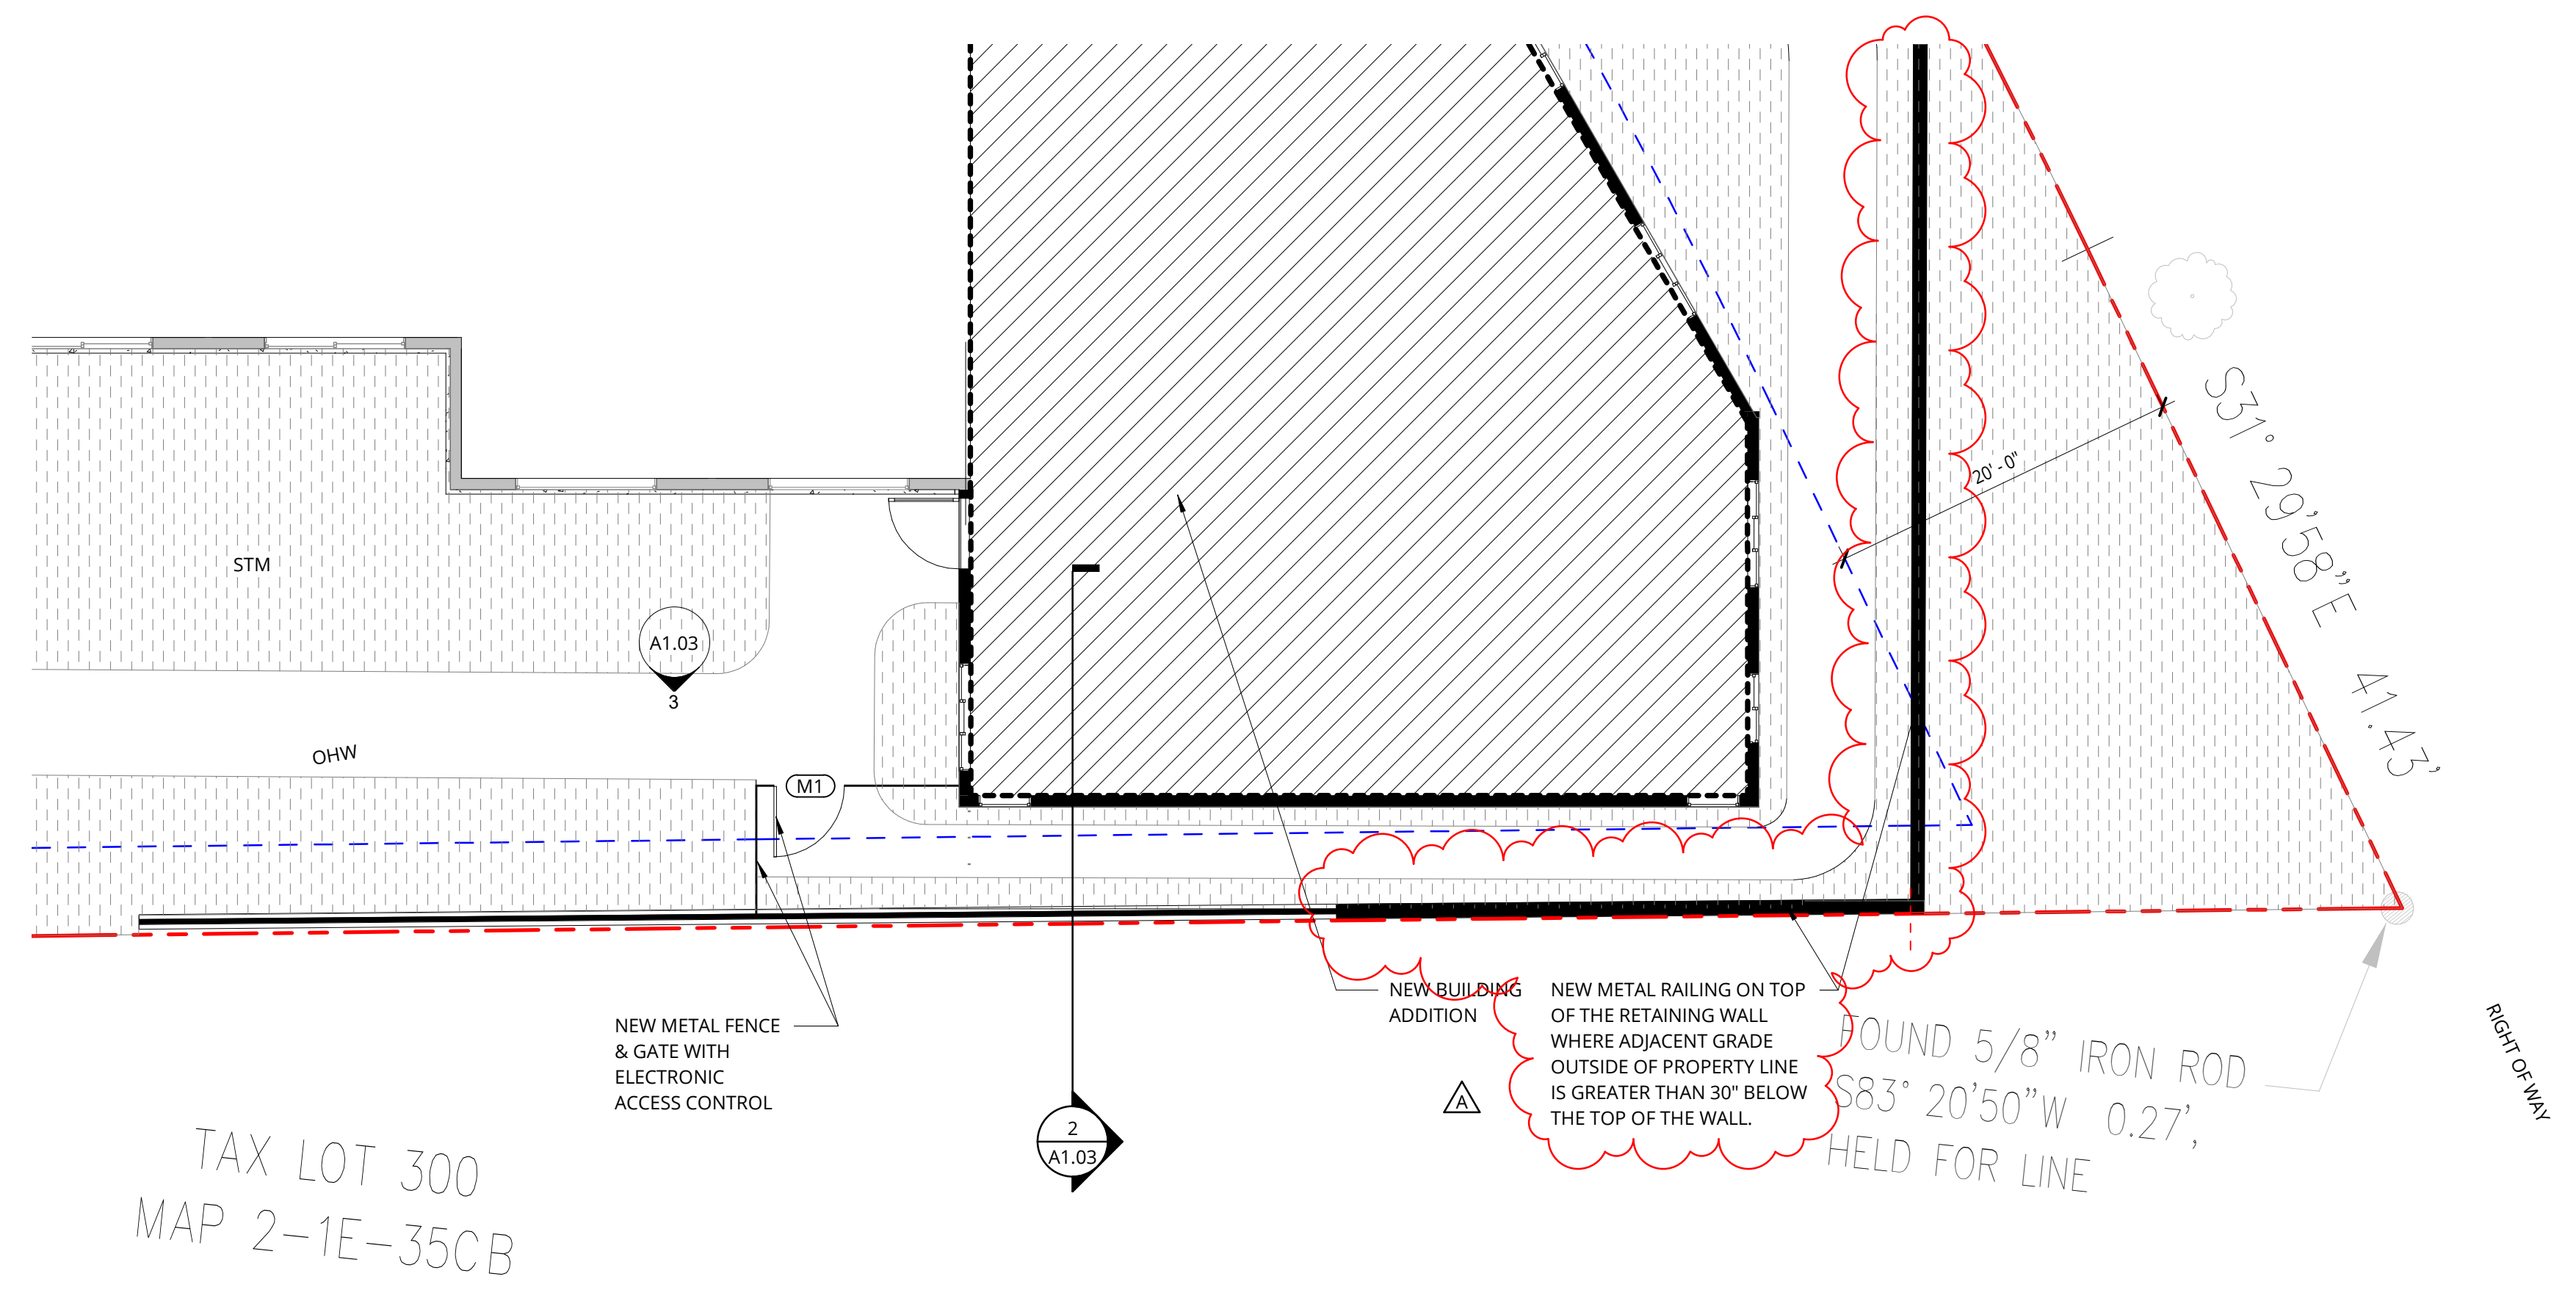 S31° 29'58"E 41.43'
20' - 0"
STM
A1.03
3
OHW
M1
NEW BUILDING
ADDITION
NEW METAL RAILING ON TOP
OF THE RETAINING WALL
WHERE ADJACENT GRADE
OUTSIDE OF PROPERTY LINE
IS GREATER THAN 30" BELOW
THE TOP OF THE WALL.
A
NEW METAL FENCE
& GATE WITH
ELECTRONIC
ACCESS CONTROL
2
A1.03
FOUND 5/8" IRON ROD
S83° 20'50"W 0.27',
HELD FOR LINE
RIGHT OF WAY
TAX LOT 300
MAP 2-1E-35CB